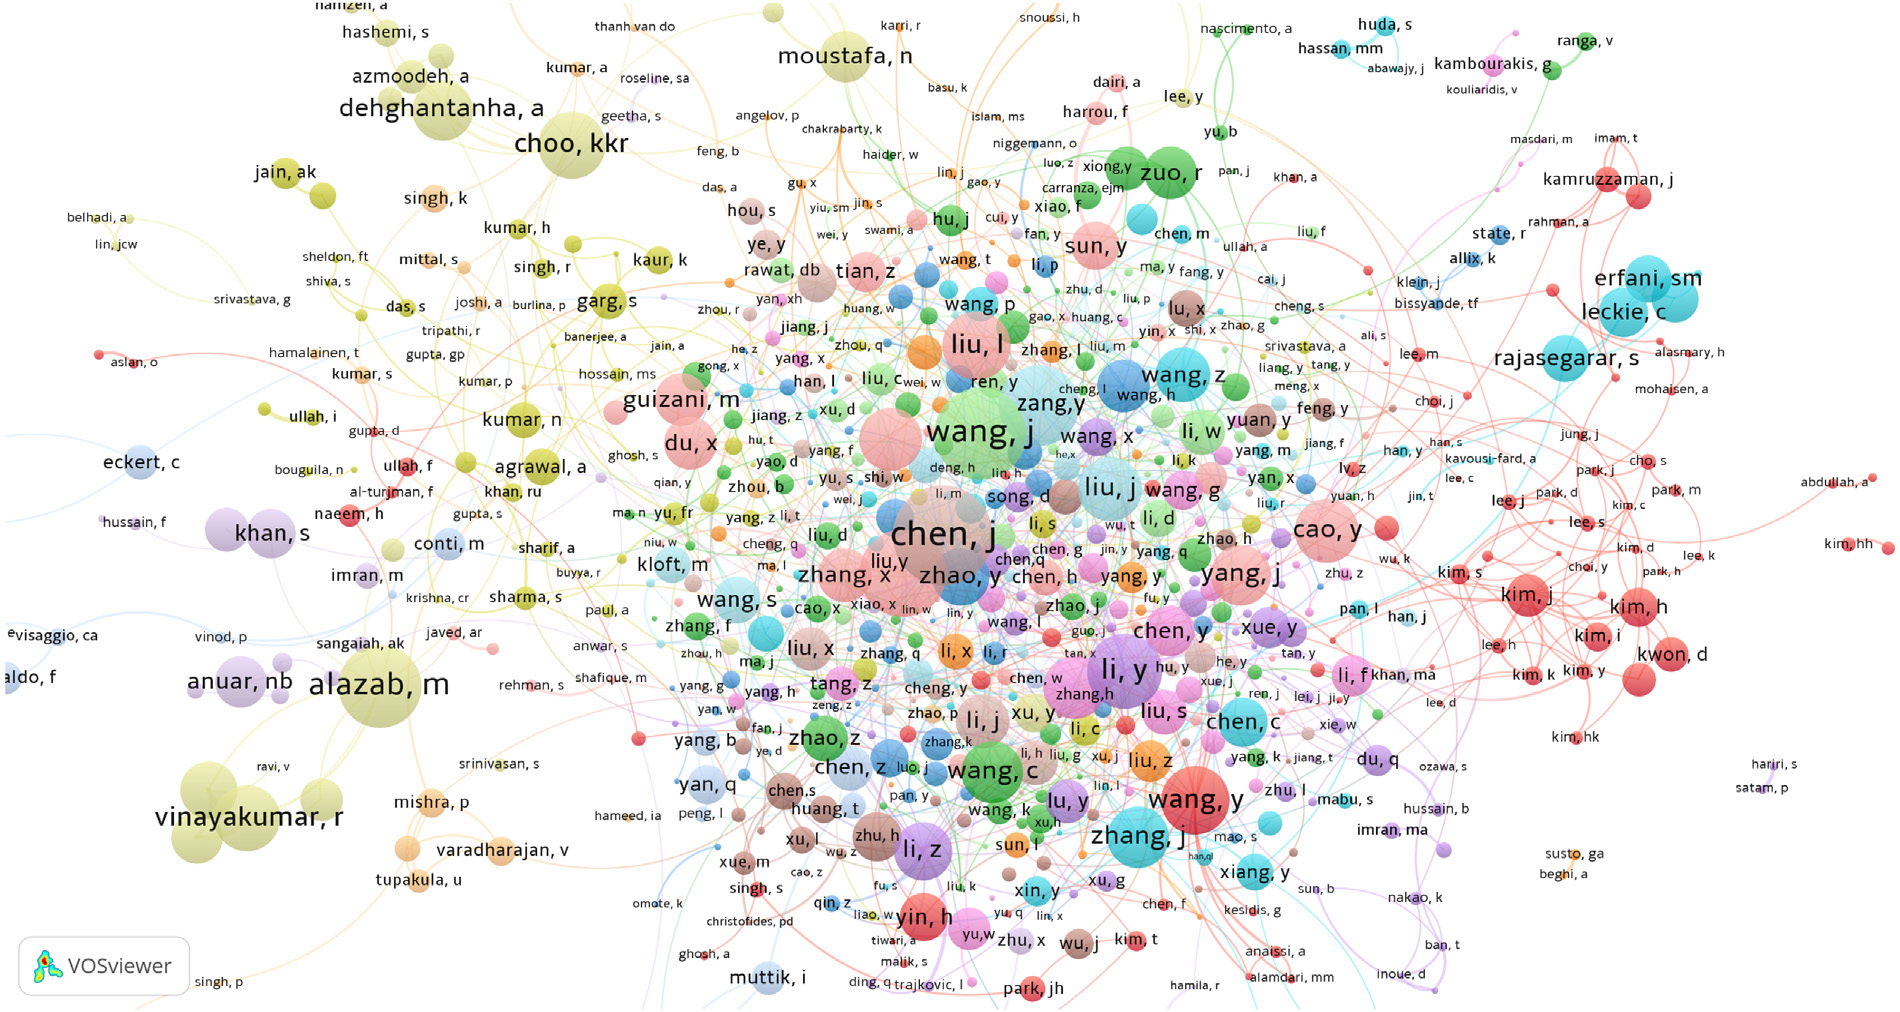 hamzen, a
hashemi, s
thanh van do
karri, r
snoussi, h
nascimento, a
huda, s
hassan, mm
ranga, v
moustafa, n
abawajy, j
kambourakis, g
kouliaridis, v
azmoodeh, a
kumar, a
roseline, sa
basu, k
dairi, a
lee, y
dehghantanha, a
geetha, s
angelov, p
islam, ms
harrou, f
choo, kkr
chakrabarty, k
niggemann, o
yu, b
masdari, m
imam, t
feng, b
haider, w
luo, z
xiong,y
zuo, r
pan, j
khan, a
kamruzzaman, j
jain, ak
das, a
gu, x
lin, j
gao, y
carranza, ejm
singh, k
hou, s
yiu, sm
jin, s
hu, j
cui, y
xiao, f
belhadi, a
kumar, h
wei, y
swami, a
fan, y
chen, m
liu, f
state, r
rahman, a
lin, jcw
ye, y
sun, y
ullah, a
sheldon, ft
mittal, s
singh, r
kaur, k
rawat, db
tian, z
wang, t
li, p
ma, y
fang, y
cai, j
allix, k
erfani, sm
shiva, s
klein, j
srivastava, g
das, s
joshi, a
burlina, p
garg, s
yan, xh
zhou, r
huang, w
wang, p
zhu, d
liu, p
lu, x
cheng, s
bissyande, tf
leckie, c
tripathi, r
banerjee, a
jiang, j
gao, x
huang, c
yin, x
shi, x
zhao, g
ali, s
hamalainen, t
gupta, gp
jain, a
he, z
zhou, q
liu, l
zhang, l
liu, m
srivastava, a
lee, m
rajasegarar, s
alasmary, h
aslan, o
kumar, s
kumar, p
hossain, ms
gong, x
yang, x
han, l
liu, c
wei, w
ren, y
cheng, l
wang, h
wang, z
liang, y
tang, y
meng, x
mohaisen, a
guizani, m
zang,y
choi, j
ullah, i
kumar, n
jiang, z
xu, d
yuan, y
feng, y
gupta, d
du, x
hu, t
wang, j
wang, x
li, w
jiang, f
han, s
jung, j
eckert, c
bouguila, n
ullah, f
agrawal, a
ghosh, s
yao, d
yang, f
he,x
yang, m
han, y
kavousi-fard, a
cho, s
deng, h
lin, h
li, k
lv, z
park, j
al-turjman, f
khan, ru
qian, y
zhou, b
yu, s
shi, w
liu, j
wang, g
yan, x
lee, c
abdullah, a
li, m
song, d
yuan, h
jin, t
lee, j
park, d
park, m
hussain, f
naeem, h
gupta, s
ma, n
yu, fr
yang, z
li, t
wei, j
liu, r
kim, c
khan, s
conti, m
sharif, a
niu, w
cheng, q
liu, d
chen, j
li, s
wu, t
li, d
zhao, h
cao, y
lee, s
kim, hh
imran, m
buyya, r
kloft, m
ma, l
zhang, x
liu,y
zhao, y
chen, g
chen,q
chen, h
jin, y
yang, q
yang, y
yang, j
wu, k
zhu, z
kim, s
choi, y
kim, d
park, h
lee, k
krishna, cr
sharma, s
paul, a
wang, s
cao, x
xiao, x
lin, w
fu, y
zhao, j
pan, l
han, j
kim, j
kim, h
evisaggio, ca
vinod, p
sangaiah, ak
javed, ar
anwar, s
zhang, f
wang, l
guo, j
chen, y
xue, y
lee, h
kim, i
aldo, f
anuar, nb
alazab, m
rehman, s
shafique, m
zhou, h
ma, j
liu, x
zhang, q
li, x
li, r
tan, x
li, y
hu, y
he, y
tan, y
kwon, d
yang, g
yang, h
tang, z
cheng, y
chen, w
zhang,h
xue, j
ren, j
lei, j
ji, y
li, f
khan, ma
kim, k
kim, y
yan, w
zeng, z
zhao, p
li, j
xu, y
liu, s
chen, c
xie, w
lee, d
yang, b
fan, j
ye, d
zhao, z
zhang,k
li, c
kim, hk
ravi, v
srinivasan, s
chen, z
luo, j
wang, c
li, h
liu, g
xu, j
liu, z
yang, k
jiang, t
du, q
ozawa, s
hariri, s
vinayakumar, r
mishra, p
yan, q
chen,s
pan, y
lin, l
lu, y
wang, y
zhu, l
mabu, s
satam, p
hameed, ia
peng, l
huang, t
wang, k
xu,h
hussain, b
varadharajan, v
xu, l
zhu, h
li, z
sun, l
zhang, j
mao, s
imran, ma
tupakula, u
xue, m
wu, z
han,ql
susto, ga
singh, s
cao, z
fu, s
liu, k
xin, y
xu, g
xiang, y
sun, b
beghi, a
omote, k
christofides, pd
qin, z
liao, w
yin, h
yu, q
lin, x
chen, f
kesidis, g
nakao, k
VOSviewer
ghosh, a
tiwari, a
yu,w
zhu, x
wu, j
kim, t
anaissi, a
ban, t
singh, p
muttik, i
malik, s
ding, q
trajkovic, l
park, jh
hamila, r
alamdari, mm
inoue, d